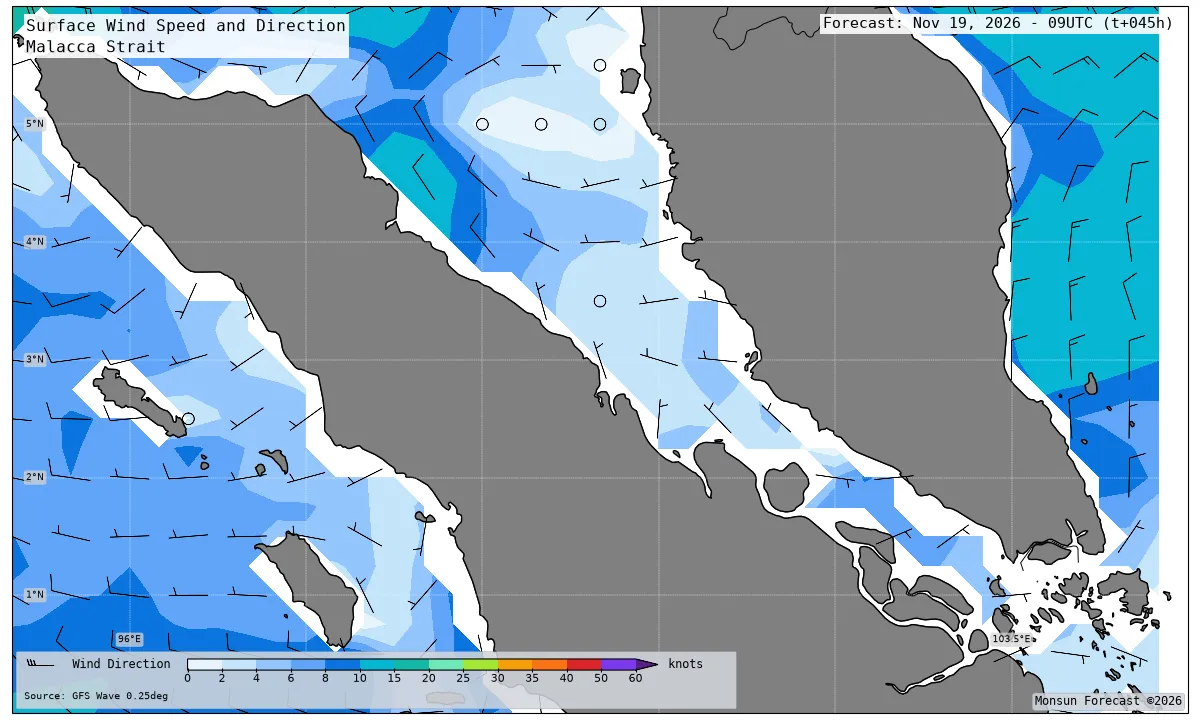 Surface Wind Speed and Direction
Malacca Strait
Forecast: Nov 19, 2026 - 09UTC (t+045h)
5°N
4°N
3°N
2°N
1°N
96°E
103.5°E
Wind Direction
0 2 4 6 8 10 15 20 25 30 35 40 50 60
knots
Source: GFS Wave 0.25deg
Monsun Forecast ©2026